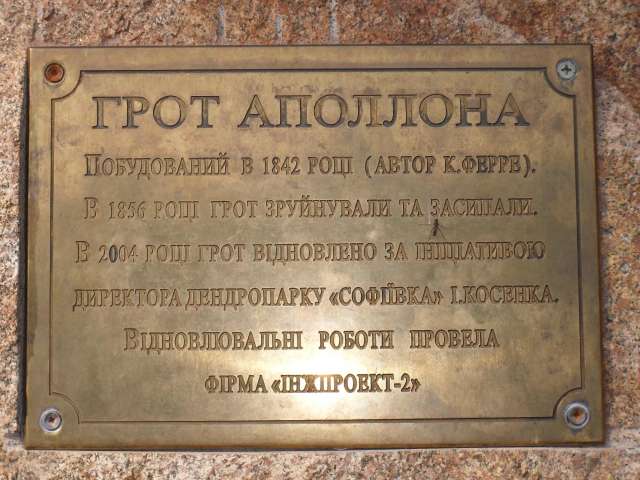 ГРОТ АПОЛЛОНА
ПОБУДОВАНИЙ В 1842 РОЦІ (АВТОР К.ФЕРРЕ).
В 1856 РОЦІ ГРОТ ЗРУЙНУВАЛИ ТА ЗАСИПАЛИ.
В 2004 РОЦІ ГРОТ ВІДНОВЛЕНО ЗА ІНІЦІАТИВОЮ
ДИРЕКТОРА ДЕНДРОПАРКУ «СОФІЇВКА» І.КОСЕНКА.
ВІДНОВЛЮВАЛЬНІ РОБОТИ ПРОВЕЛА
ФІРМА «ІНЖПРОЕКТ-2»